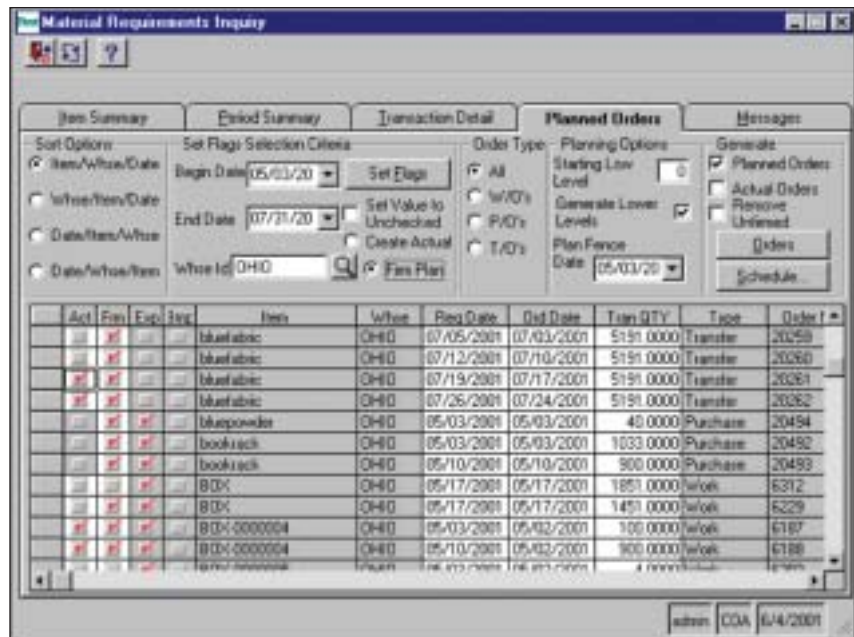 Material Requirements Inquiry
?
Item Summary Period Summary Transaction Detail Planned Orders Messages
Sort Options Set Flags Selection Criteria Order Type Planning Options Generate
Item/Whse/Date
Whse/Item/Date
Date/Item/Whse
Date/Whse/Item
Begin Date 05/03/20 Set Flags
End Date 07/31/20 Set Value to Unchecked
Create Actual
Whse Id OHIO Firm Plan
All
W/O's
P/O's
T/O's
Starting Low Level 0
Generate Lower Levels
Plan Fence Date 05/03/20
Planned Orders
Actual Orders
Remove
Orders
Schedule...
Act Frm Exp Item Whse Req Date Ord Date Tran QTY Type Order
bluefabric OHIO 07/05/2001 07/03/2001 5191.0000 Transfer 20259
bluefabric OHIO 07/12/2001 07/10/2001 5191.0000 Transfer 20260
bluefabric OHIO 07/19/2001 07/17/2001 5191.0000 Transfer 20261
bluefabric OHIO 07/26/2001 07/24/2001 5191.0000 Transfer 20262
bluepowder OHIO 05/03/2001 05/03/2001 40.0000 Purchase 20494
bookrack OHIO 05/03/2001 05/03/2001 1033.0000 Purchase 20492
bookrack OHIO 05/10/2001 05/10/2001 900.0000 Purchase 20493
BOX OHIO 05/17/2001 05/17/2001 1851.0000 Work 6312
BOX OHIO 05/17/2001 05/17/2001 1451.0000 Work 6229
BOX-0000004 OHIO 05/03/2001 05/02/2001 100.0000 Work 6187
BOX-0000004 OHIO 05/10/2001 05/02/2001 900.0000 Work 6188
admin COA 6/4/2001